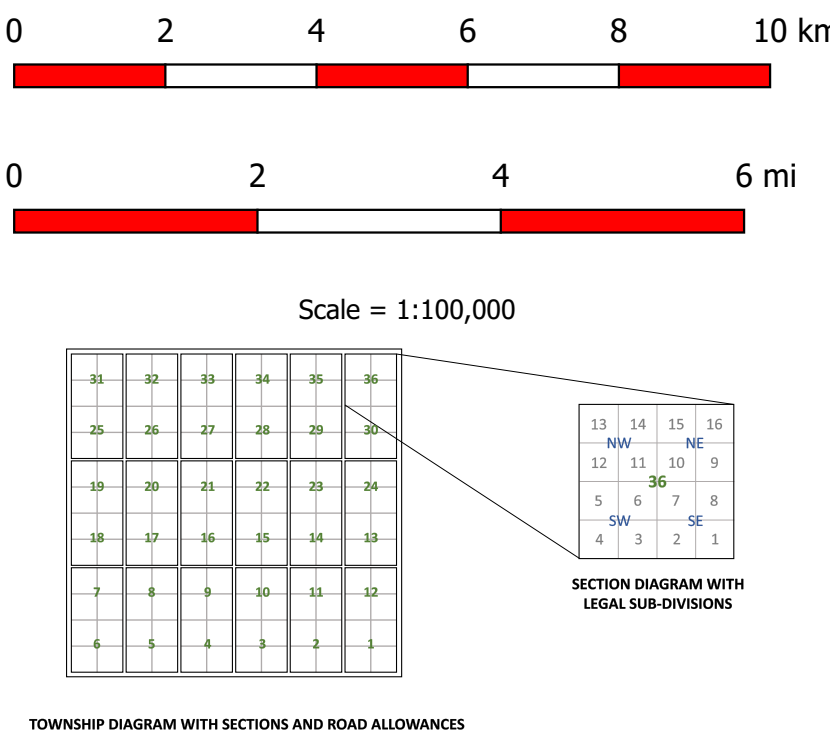 0 2 4 6 8 10 km
0 2 4 6 mi
Scale = 1:100,000
31 32 33 34 35 36
25 26 27 28 29 30
19 20 21 22 23 24
18 17 16 15 14 13
7 8 9 10 11 12
6 5 4 3 2 1
TOWNSHIP DIAGRAM WITH SECTIONS AND ROAD ALLOWANCES
13 14 15 16
NW NE
12 11 10 9
36
5 6 7 8
SW SE
4 3 2 1
SECTION DIAGRAM WITH
LEGAL SUB-DIVISIONS